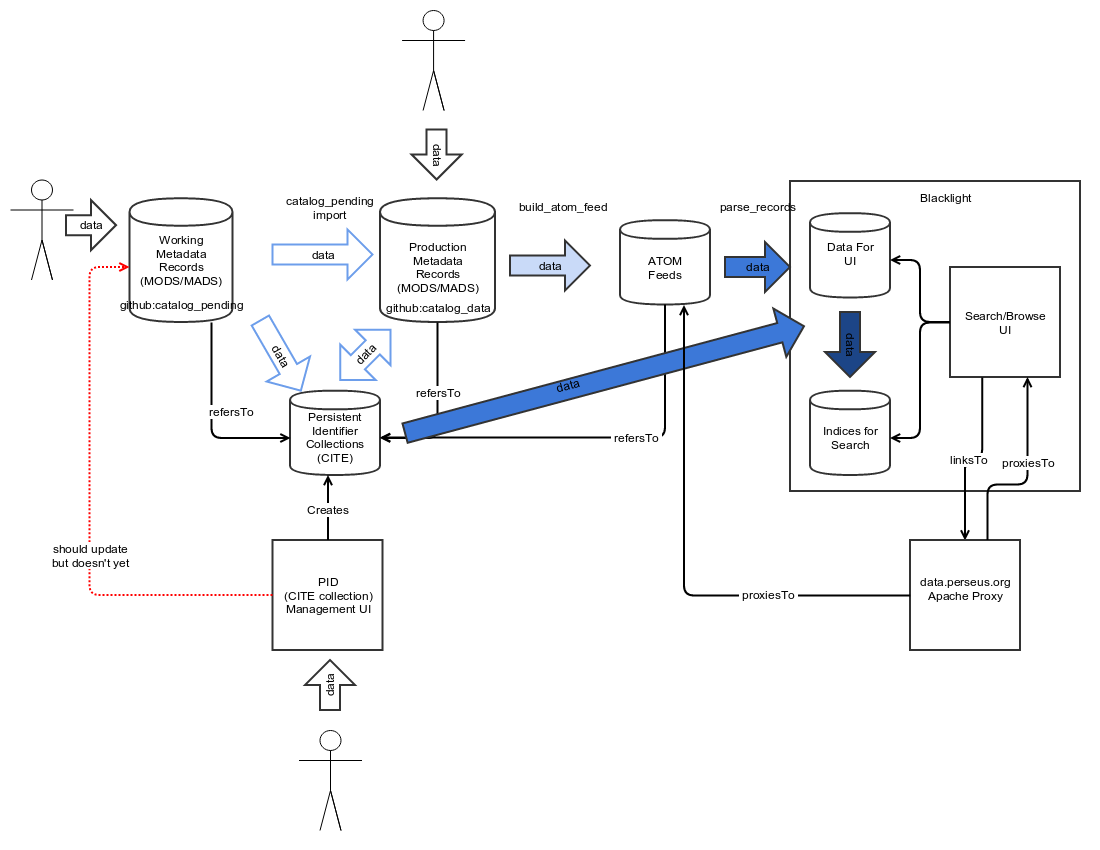 data
Blacklight
catalog_pending
import
build_atom_feed
parse_records
data
Working
Metadata
Records
(MODS/MADS)
github:catalog_pending
data
Production
Metadata
Records
(MODS/MADS)
github:catalog_data
data
ATOM
Feeds
data
Data For
UI
Search/Browse
UI
data
data
data
data
refersTo
refersTo
Persistent
Identifier
Collections
(CITE)
refersTo
Indices for
Search
linksTo
proxiesTo
Creates
should update
but doesn't yet
PID
(CITE collection)
Management UI
proxiesTo
data.perseus.org
Apache Proxy
data